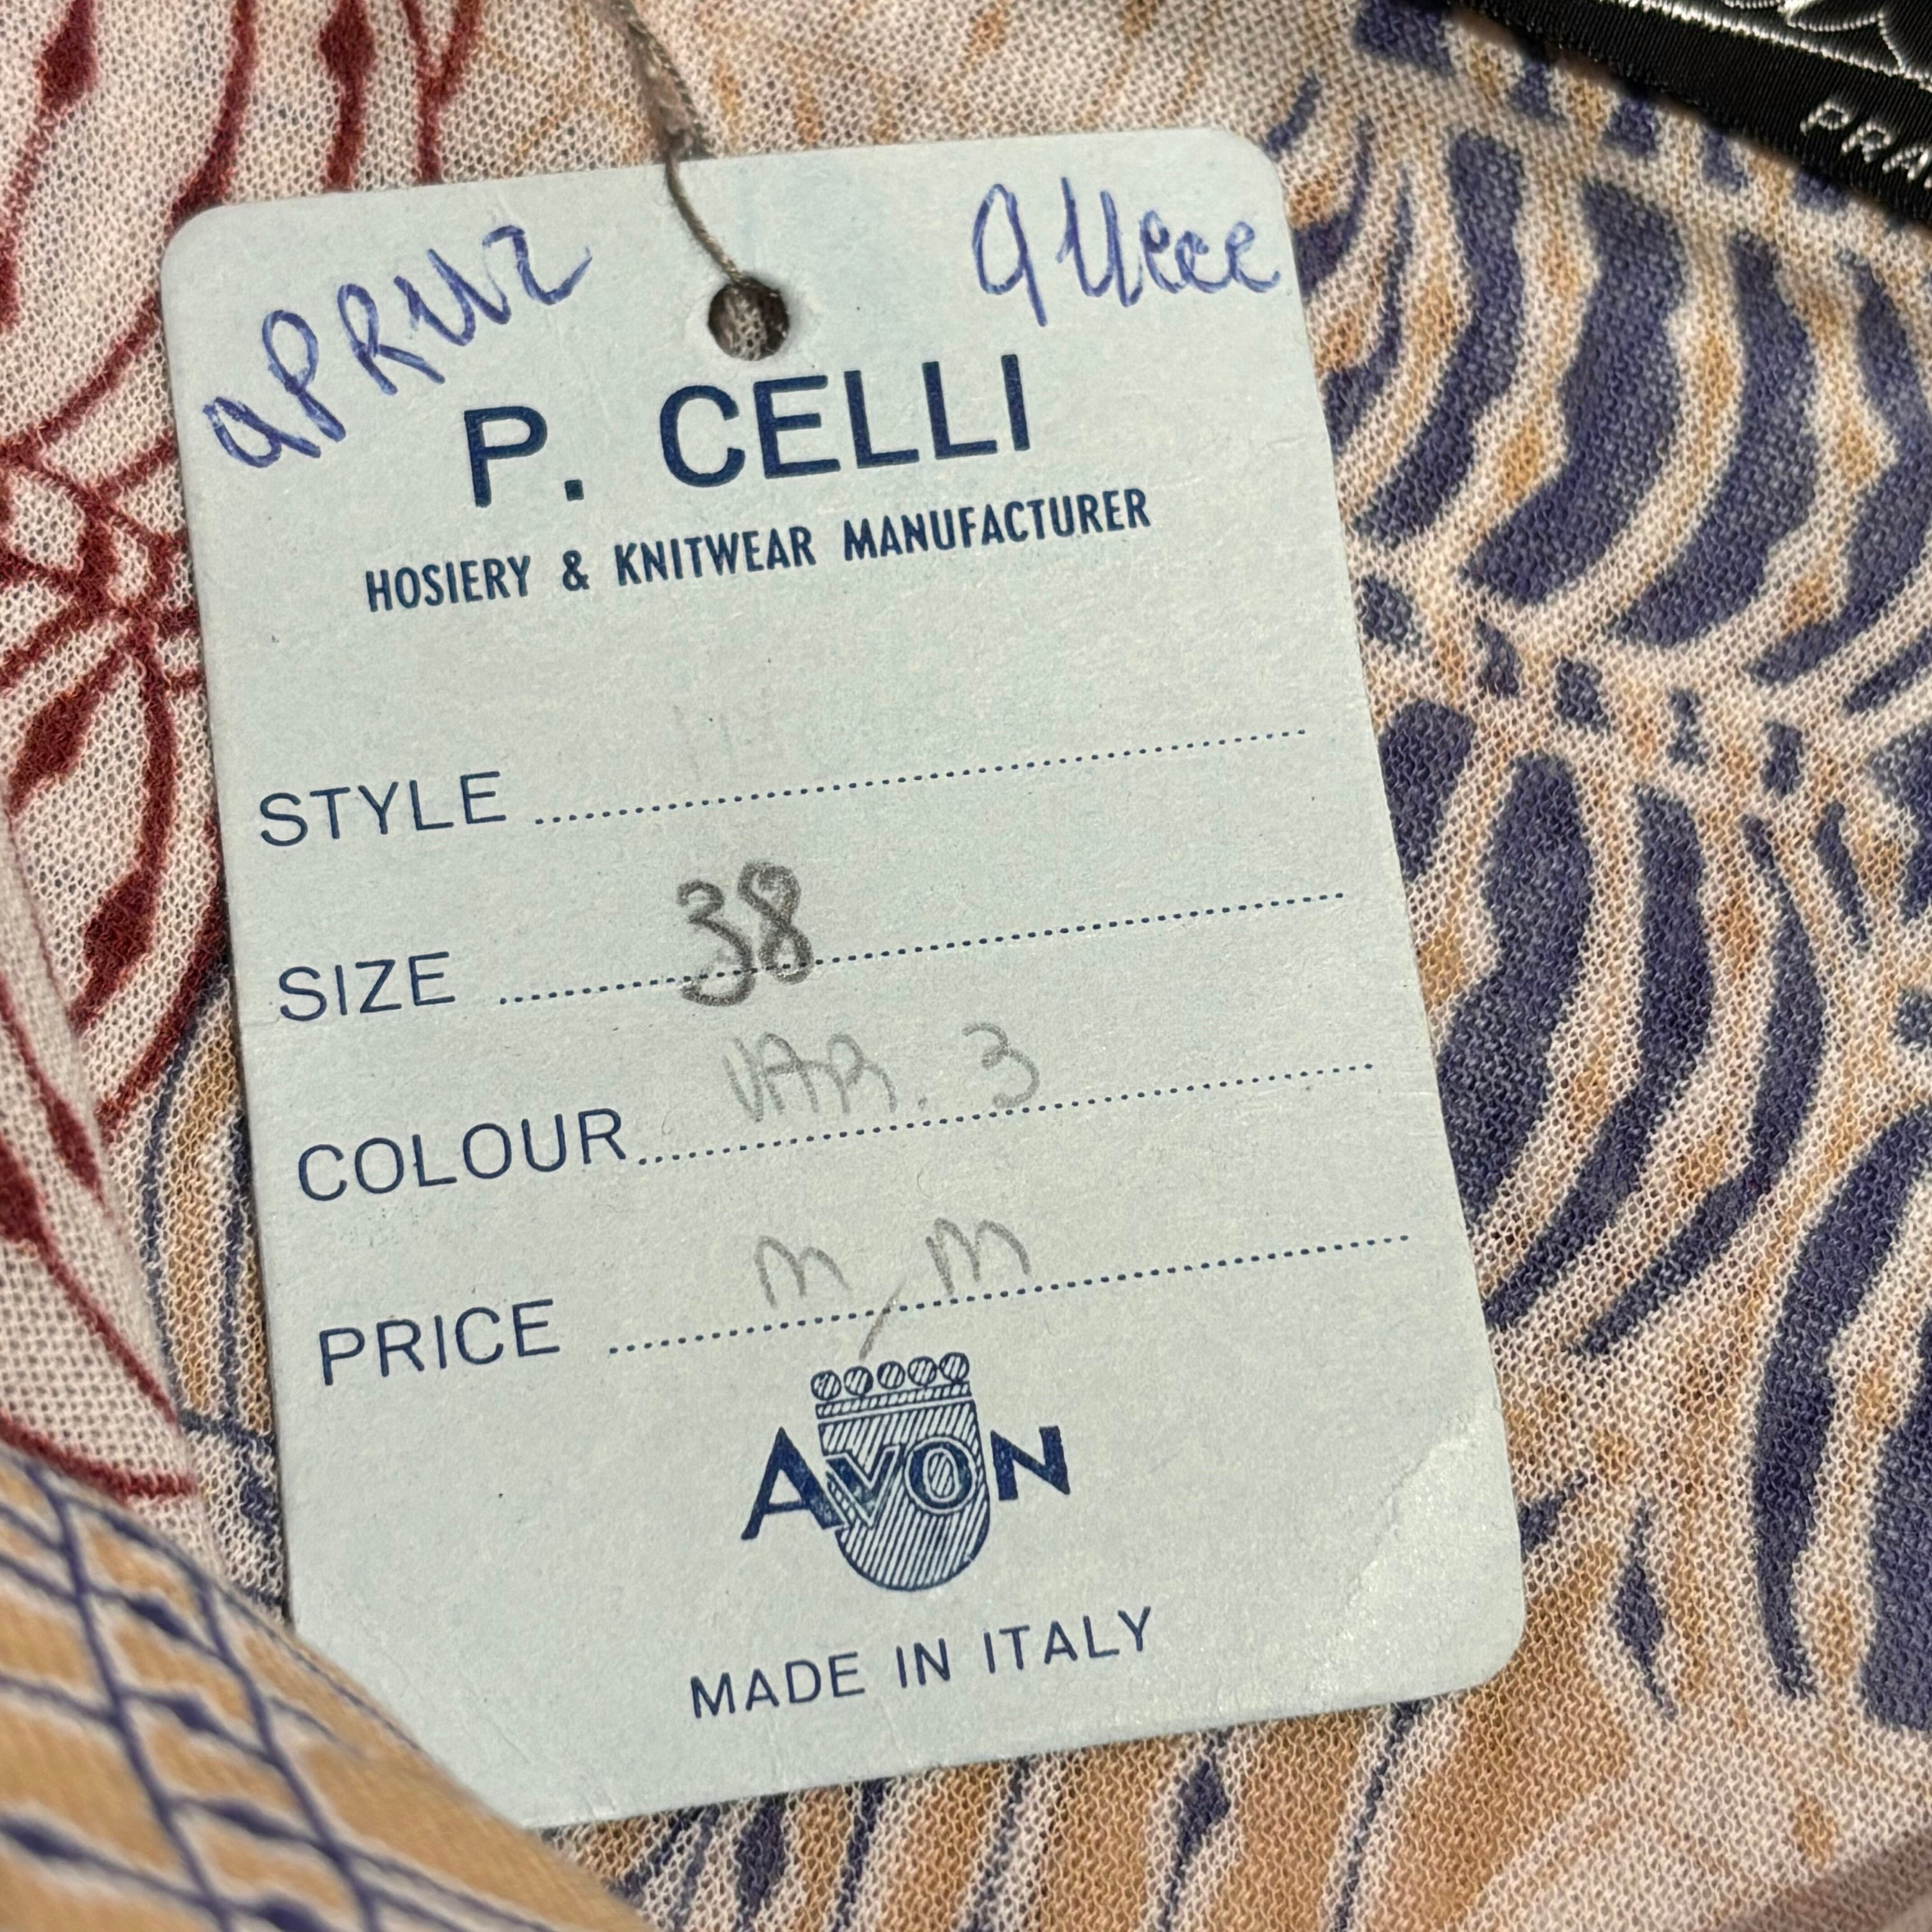 P. CELLI
HOSIERY & KNITWEAR MANUFACTURER
STYLE
SIZE 38
COLOUR VAR. 3
PRICE m/m
AVON
MADE IN ITALY